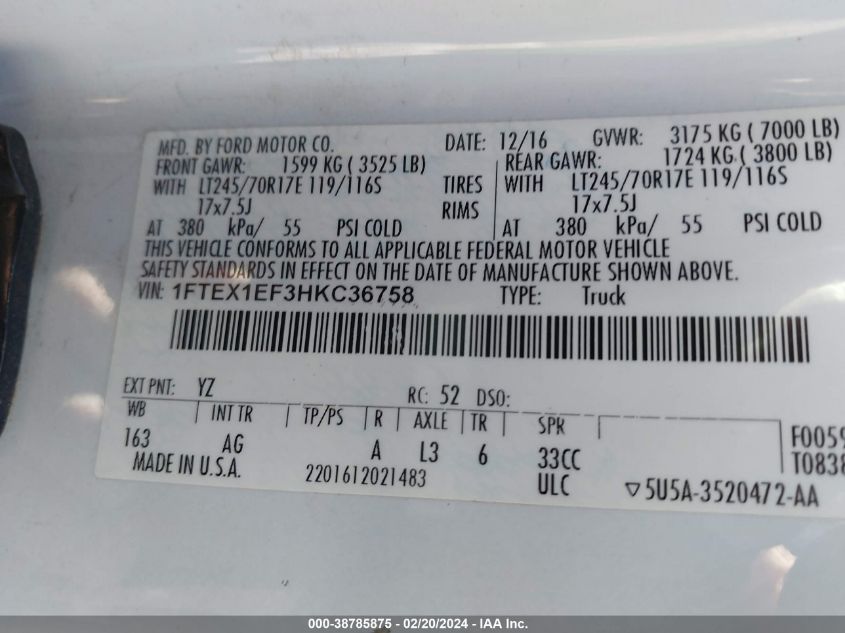 MFD. BY FORD MOTOR CO. DATE: 12/16 GVWR: 3175 KG ( 7000 LB)
FRONT GAWR: 1599 KG ( 3525 LB) REAR GAWR: 1724 KG ( 3800 LB)
WITH LT245/70R17E 119/116S TIRES WITH LT245/70R17E 119/116S
17x7.5J RIMS 17x7.5J
AT 380 kPa/ 55 PSI COLD AT 380 kPa/ 55 PSI COLD
THIS VEHICLE CONFORMS TO ALL APPLICABLE FEDERAL MOTOR VEHICLE
SAFETY STANDARDS IN EFFECT ON THE DATE OF MANUFACTURE SHOWN ABOVE.
VIN: 1FTEX1EF3HKC36758 TYPE: Truck
EXT PNT: YZ RC: 52 DSO:
WB INT TR TP/PS R AXLE TR SPR
163 AG A L3 6 33CC F0059
MADE IN U.S.A. 2201612021483 ULC T0838
▽5U5A-3520472-AA
000-38785875 - 02/20/2024 - IAA Inc.